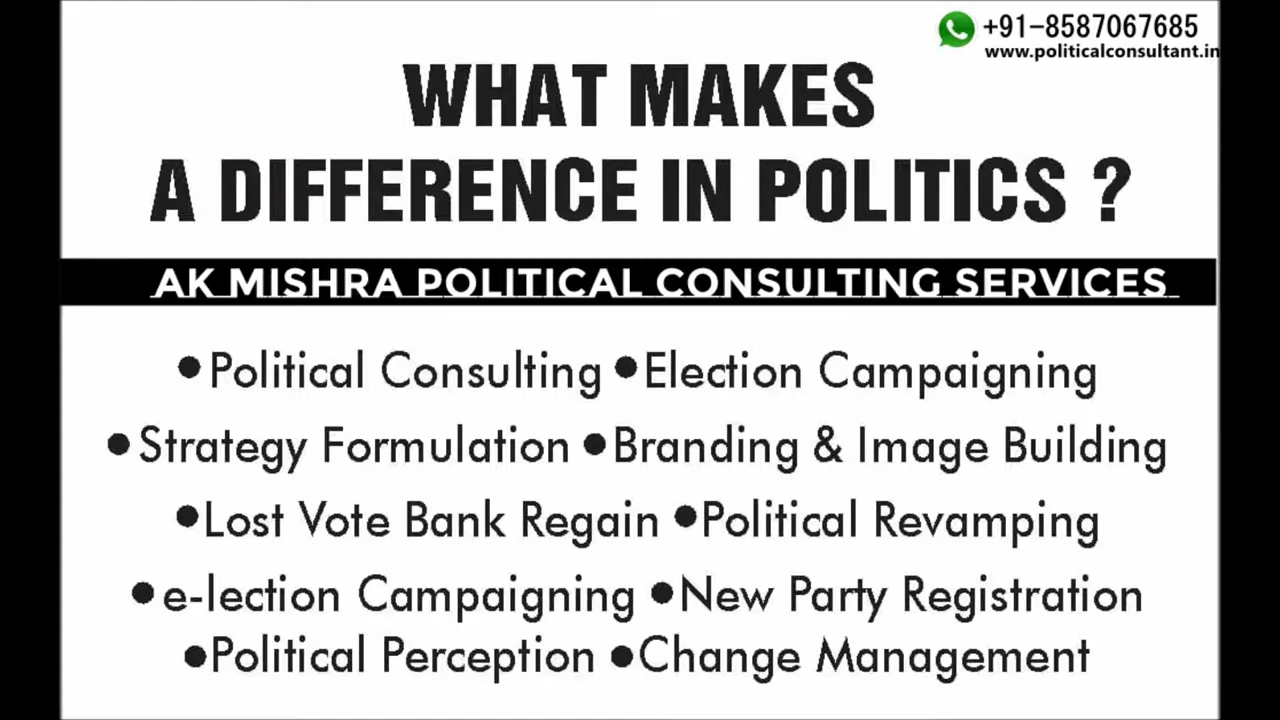 +91-8587067685
www.politicalconsultant.in
WHAT MAKES
A DIFFERENCE IN POLITICS ?
AK MISHRA POLITICAL CONSULTING SERVICES
•Political Consulting •Election Campaigning
•Strategy Formulation •Branding & Image Building
•Lost Vote Bank Regain •Political Revamping
•e-lection Campaigning •New Party Registration
•Political Perception •Change Management